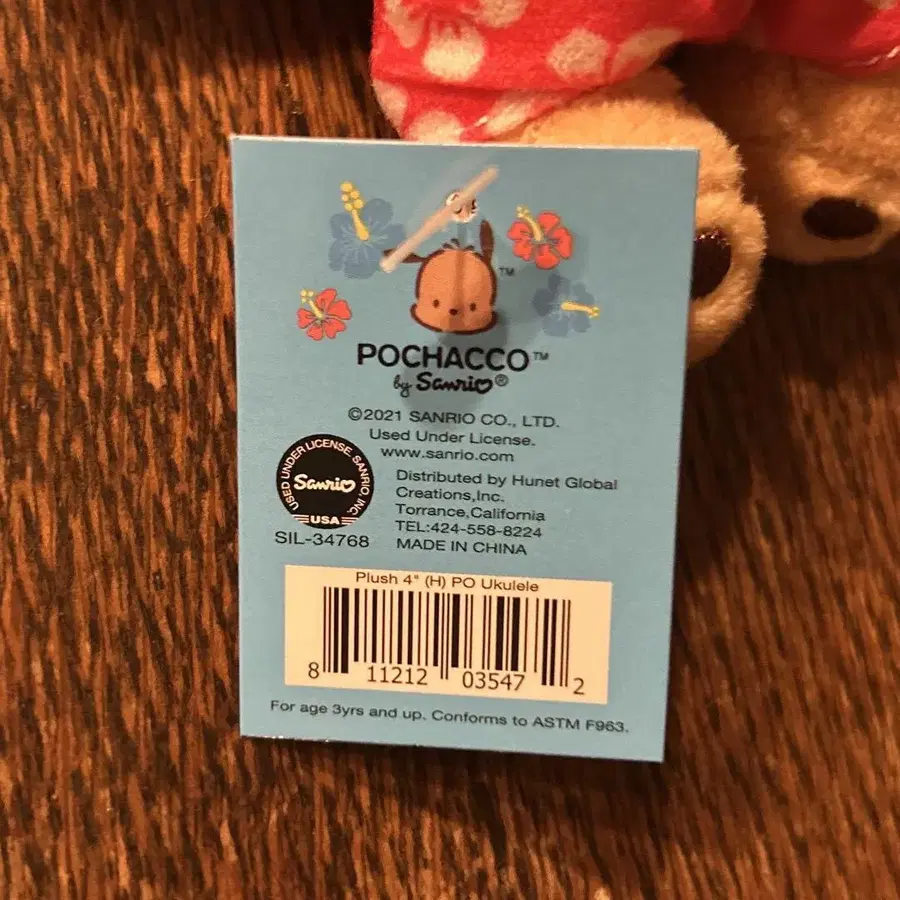 POCHACCO™
by Sanrio®
©2021 SANRIO CO., LTD.
Used Under License.
www.sanrio.com
USED UNDER LICENSE. SANRIO, INC.
Sanrio
USA
SIL-34768
Distributed by Hunet Global
Creations,Inc.
Torrance,California
TEL:424-558-8224
MADE IN CHINA
Plush 4" (H) PO Ukulele
8 11212 03547 2
For age 3yrs and up. Conforms to ASTM F963.